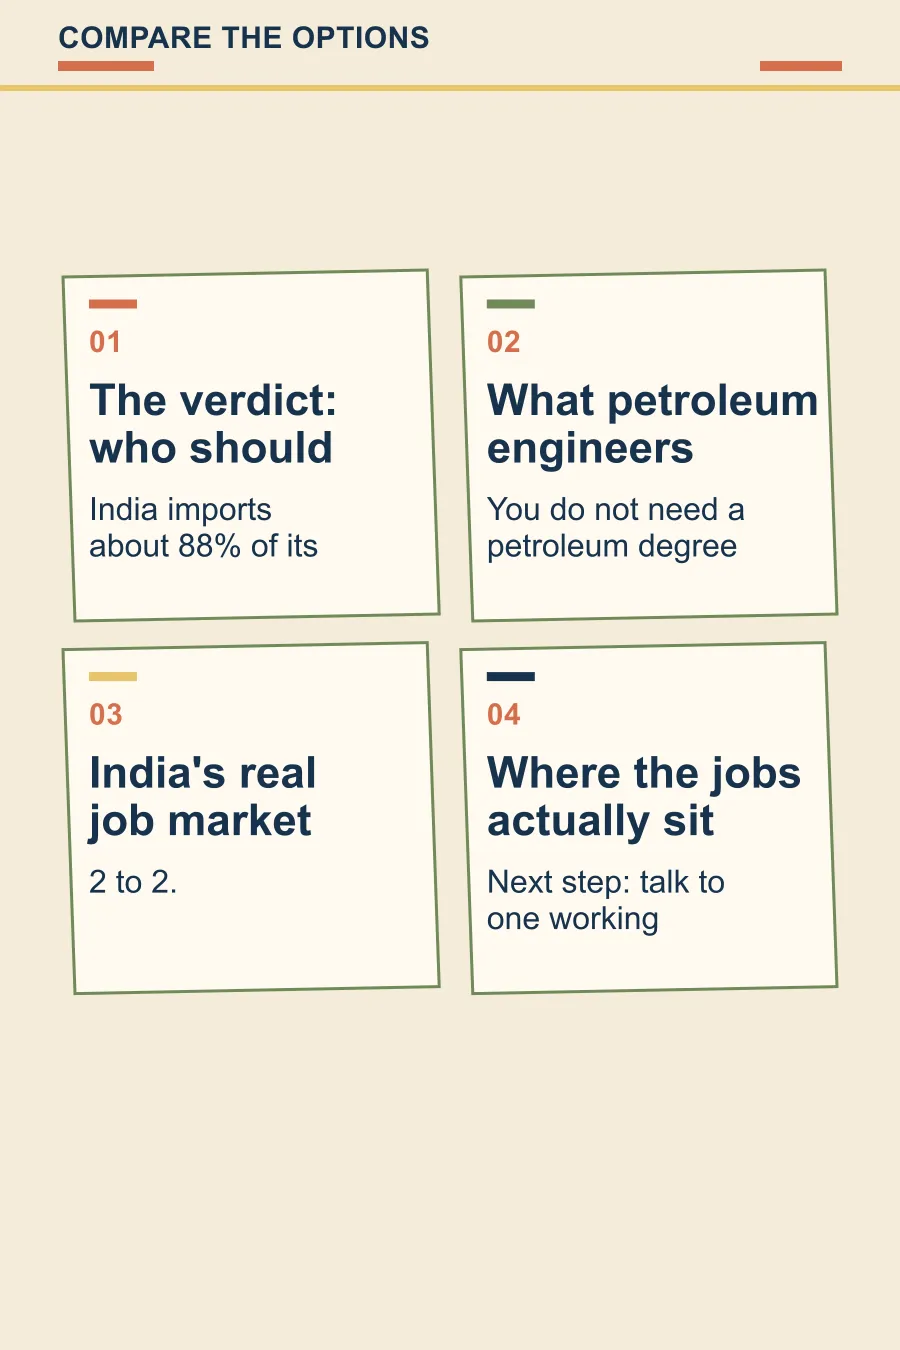 COMPARE THE OPTIONS
01
The verdict:
who should
India imports
about 88% of its
02
What petroleum
engineers
You do not need a
petroleum degree
03
India's real
job market
2 to 2.
04
Where the jobs
actually sit
Next step: talk to
one working